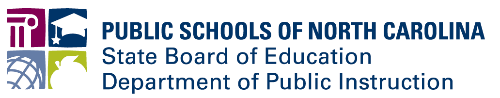 PUBLIC SCHOOLS OF NORTH CAROLINA
State Board of Education
Department of Public Instruction